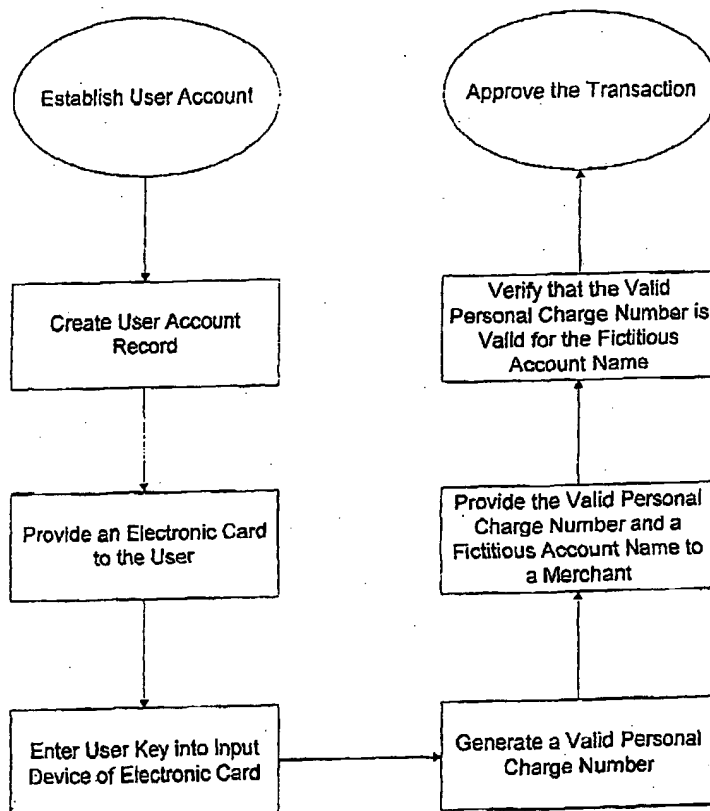 Establish User Account
Create User Account
Record
Provide an Electronic Card
to the User
Enter User Key into Input
Device of Electronic Card
Generate a Valid Personal
Charge Number
Provide the Valid Personal
Charge Number and a
Fictitious Account Name to
a Merchant
Verify that the Valid
Personal Charge Number is
Valid for the Fictitious
Account Name
Approve the Transaction